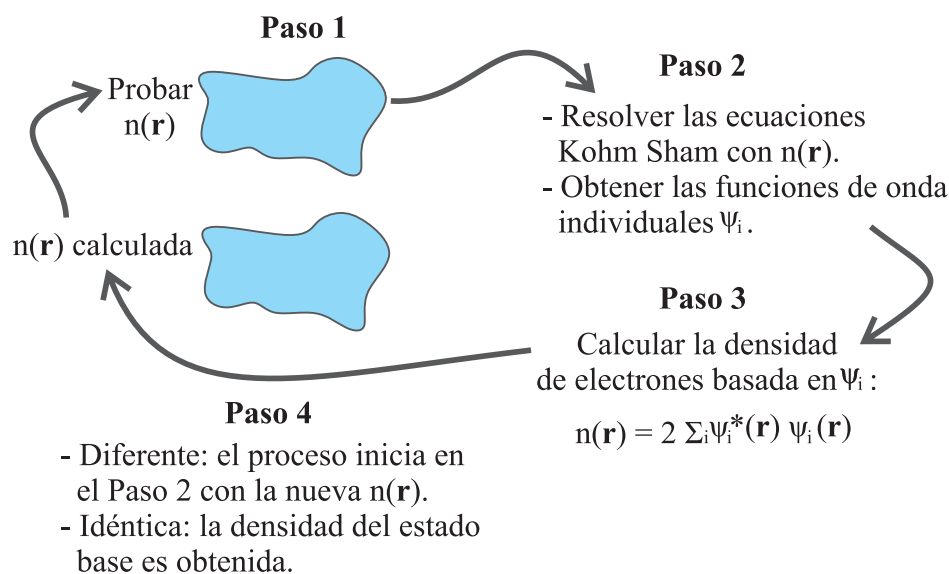 Paso 1
Probar
n(r)
Paso 2
- Resolver las ecuaciones
Kohm Sham con n(r).
- Obtener las funciones de onda
individuales ψᵢ.
Paso 3
Calcular la densidad
de electrones basada en ψᵢ:
n(r) = 2 Σᵢψᵢ*(r) ψᵢ(r)
n(r) calculada
Paso 4
- Diferente: el proceso inicia en
el Paso 2 con la nueva n(r).
- Idéntica: la densidad del estado
base es obtenida.